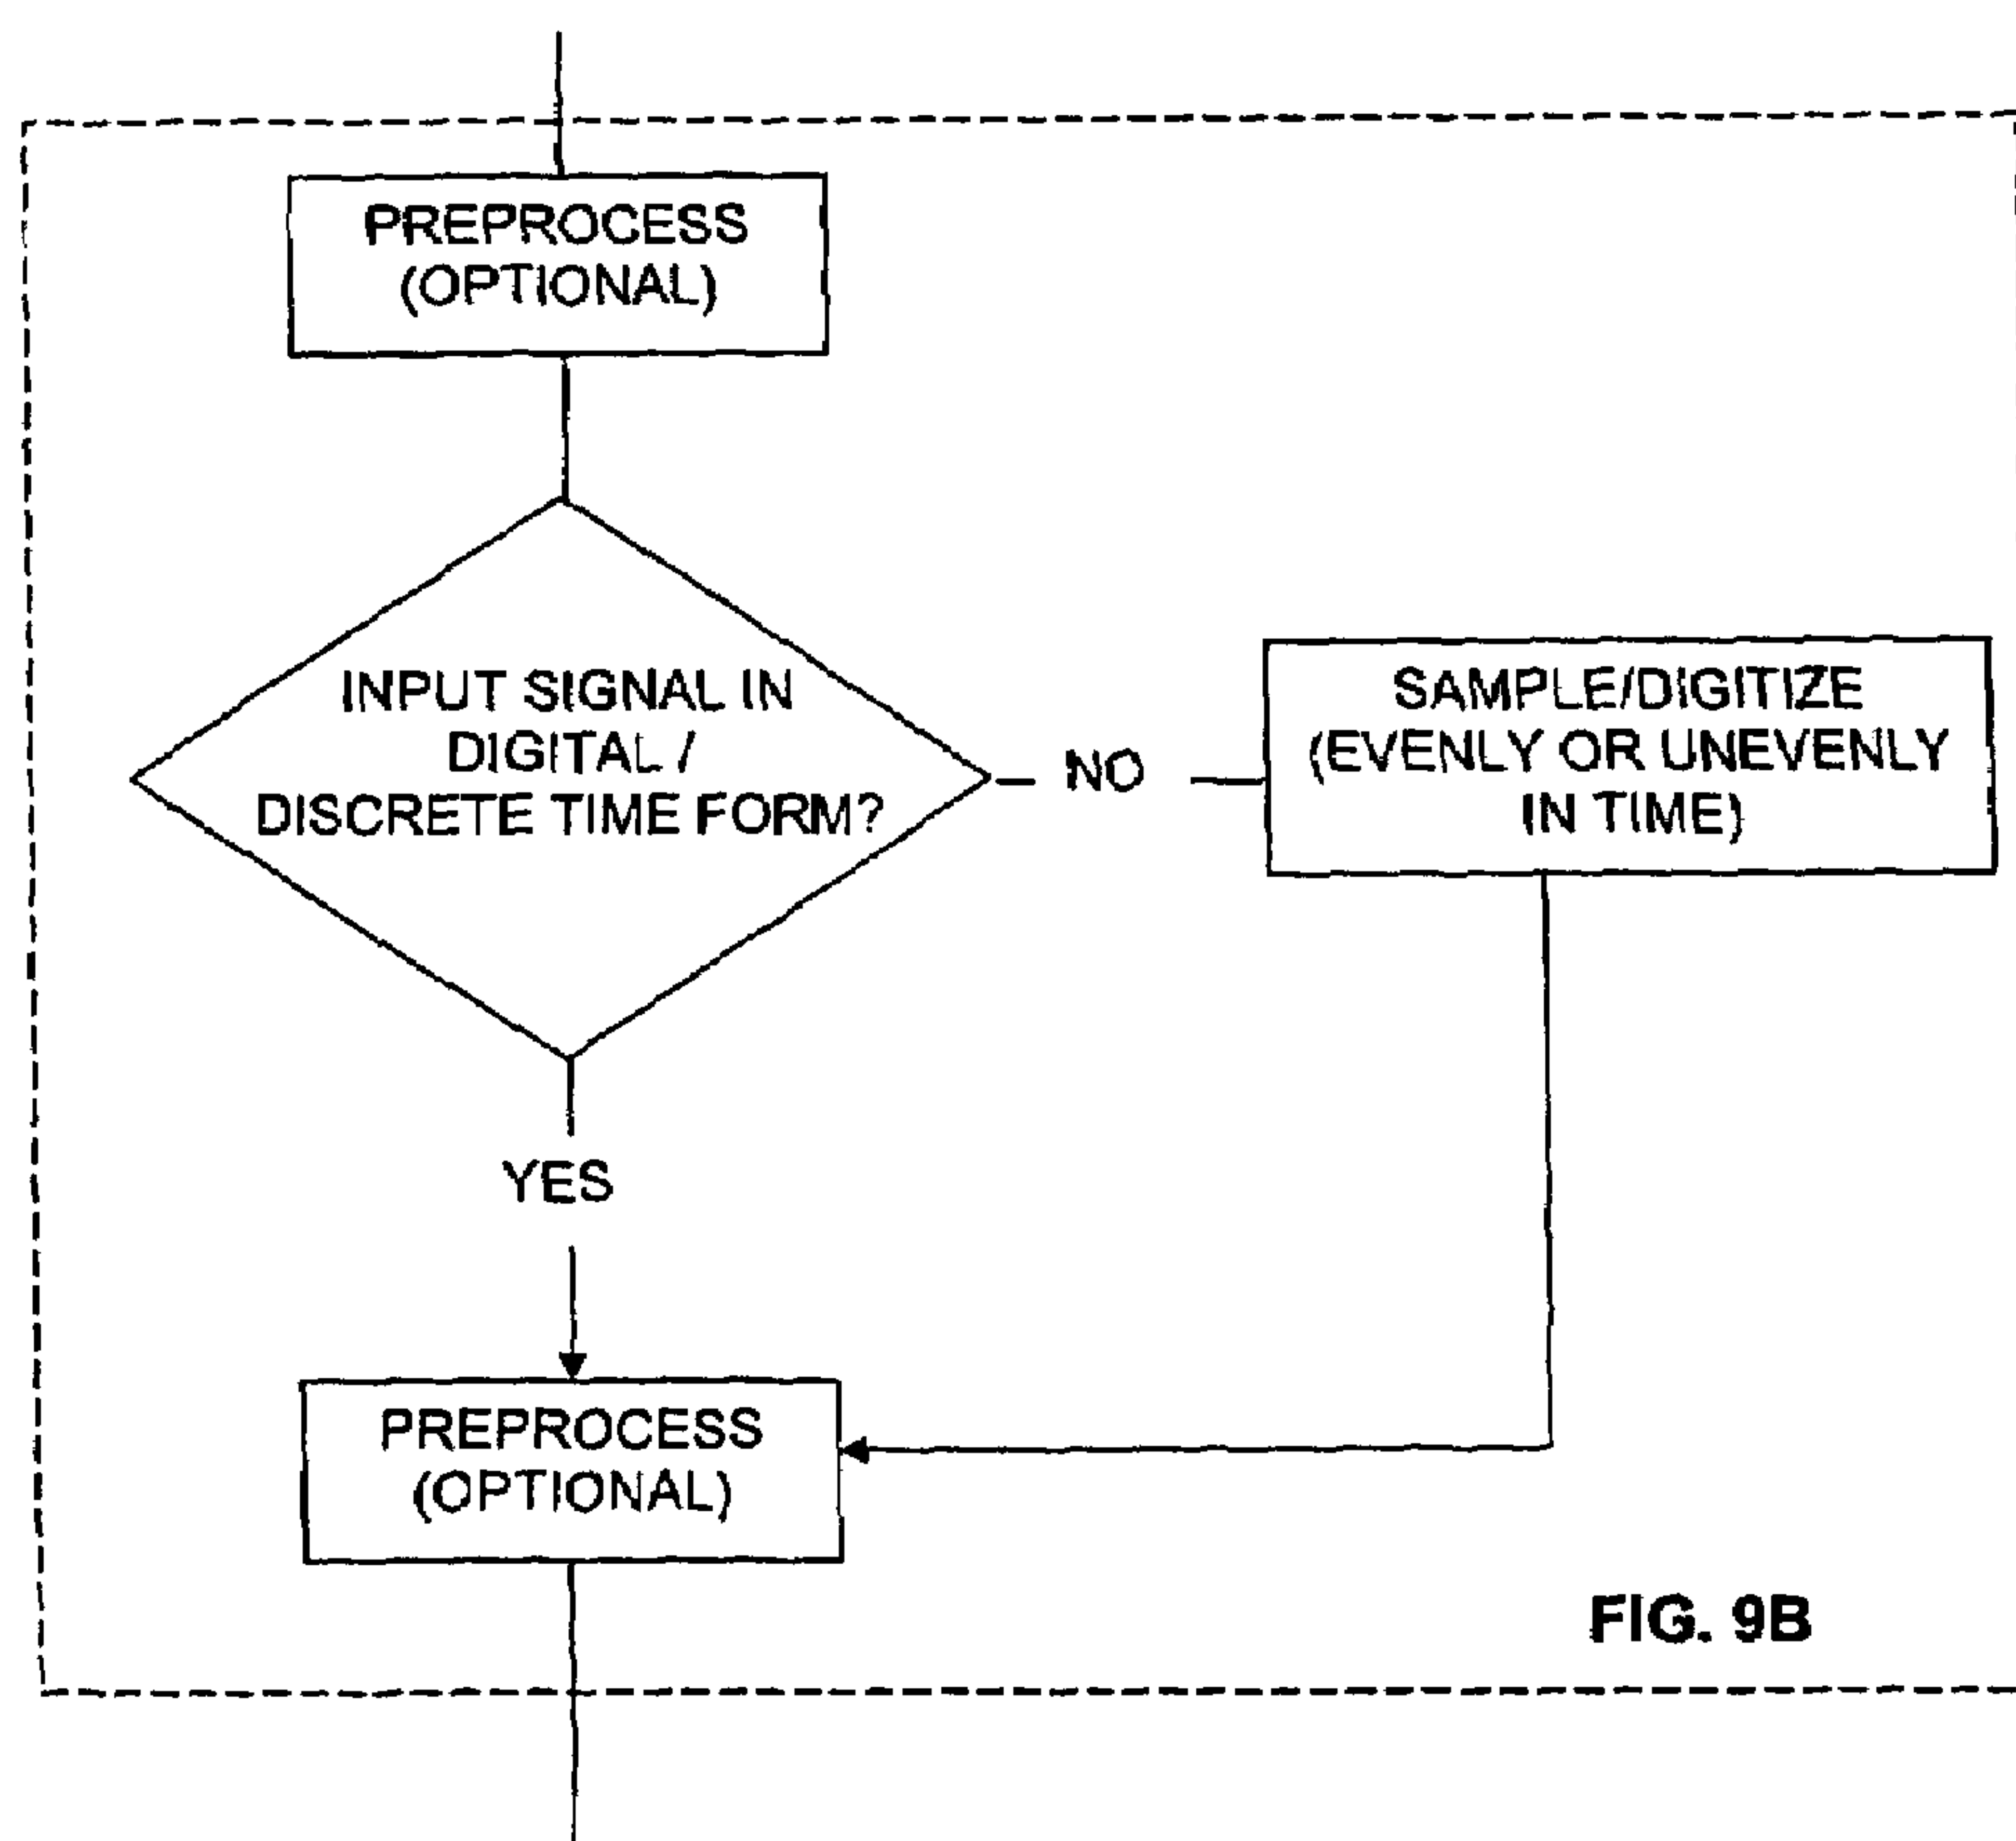 PREPROCESS
(OPTIONAL)
INPUT SIGNAL IN
DIGITAL /
DISCRETE TIME FORM?
NO
SAMPLE/DIGITIZE
(EVENLY OR UNEVENLY
IN TIME)
YES
PREPROCESS
(OPTIONAL)
FIG. 9B